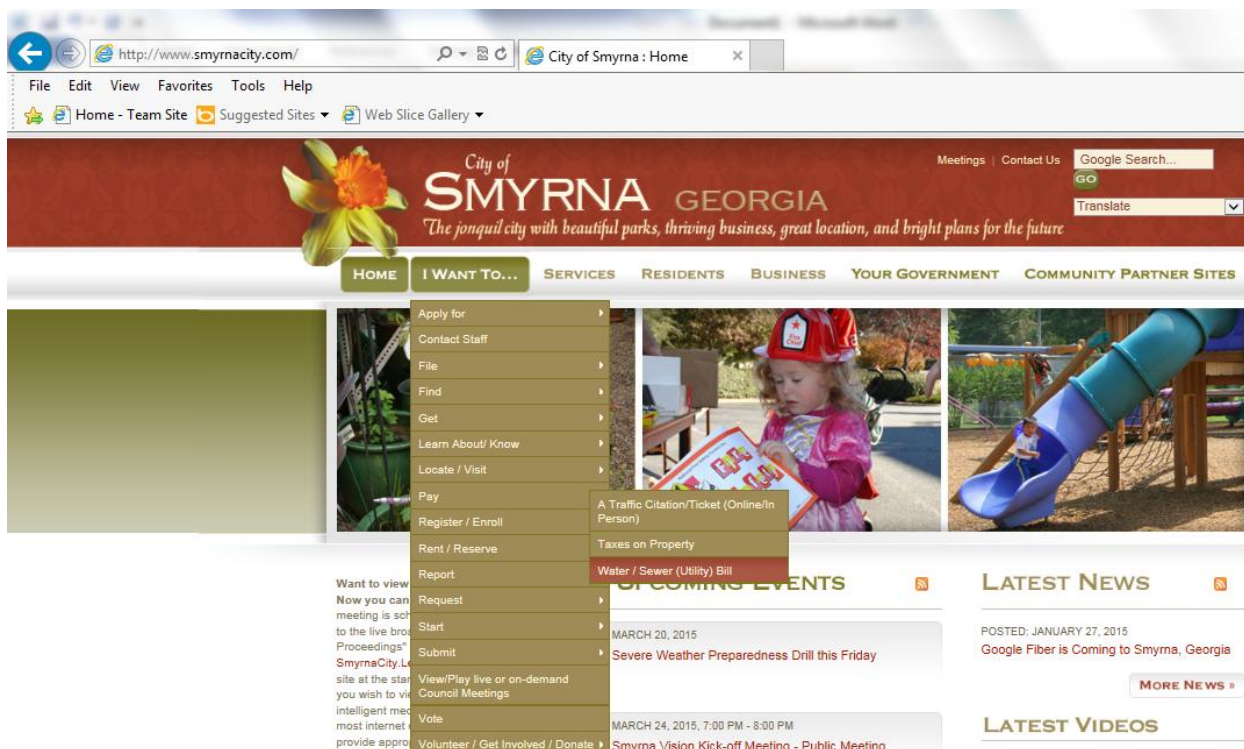 http://www.smyrnacity.com/
City of Smyrna : Home
File Edit View Favorites Tools Help
Home - Team Site Suggested Sites Web Slice Gallery
City of
SMYRNA GEORGIA
The jonquil city with beautiful parks, thriving business, great location, and bright plans for the future
Meetings | Contact Us
Google Search...
GO
Translate
HOME I WANT TO... SERVICES RESIDENTS BUSINESS YOUR GOVERNMENT COMMUNITY PARTNER SITES
Apply for
Contact Staff
File
Find
Get
Learn About/ Know
Locate / Visit
Pay
Register / Enroll
Rent / Reserve
Report
Request
Start
Submit
View/Play live or on-demand
Council Meetings
Vote
Volunteer / Get Involved / Donate
A Traffic Citation/Ticket (Online/In
Person)
Taxes on Property
Water / Sewer (Utility) Bill
Fire
Chief
Want to view
Now you can
meeting is
to the live
Proceedings"
site at the
you wish to
intelligent
most internet
provide
UPCOMING EVENTS
MARCH 20, 2015
Severe Weather Preparedness Drill this Friday
MARCH 24, 2015, 7:00 PM - 8:00 PM
Smyrna Vision Kick-off Meeting - Public Meeting
LATEST NEWS
POSTED: JANUARY 27, 2015
Google Fiber is Coming to Smyrna, Georgia
MORE NEWS »
LATEST VIDEOS